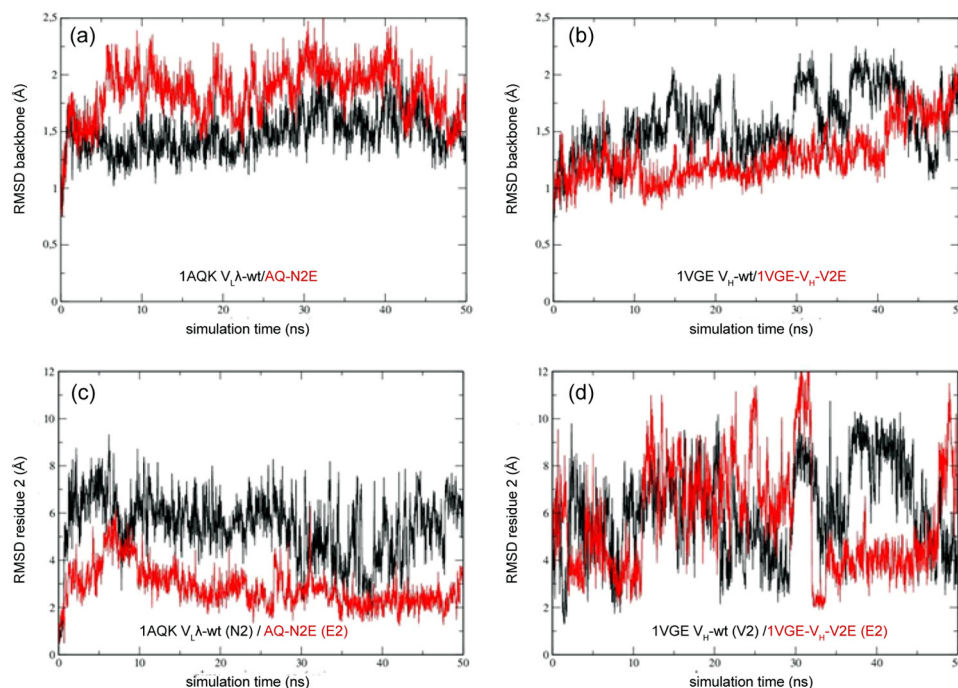 (a)
RMSD backbone (Å)
2,5
2
1,5
1
0,5
0
0 10 20 30 40 50
1AQK VLλ-wt/AQ-N2E
simulation time (ns)
(b)
RMSD backbone (Å)
2,5
2
1,5
1
0,5
0
0 10 20 30 40 50
1VGE VH-wt/1VGE-VH-V2E
simulation time (ns)
(c)
RMSD residue 2 (Å)
12
10
8
6
4
2
0
0 10 20 30 40 50
1AQK VLλ-wt (N2) / AQ-N2E (E2)
simulation time (ns)
(d)
RMSD residue 2 (Å)
12
10
8
6
4
2
0
0 10 20 30 40 50
1VGE VH-wt (V2) /1VGE-VH-V2E (E2)
simulation time (ns)